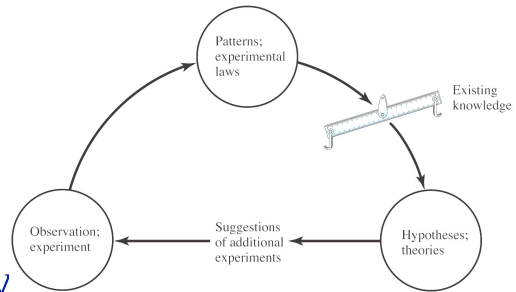 Patterns;
experimental
laws
Existing
knowledge
Observation;
experiment
Suggestions
of additional
experiments
Hypotheses;
theories